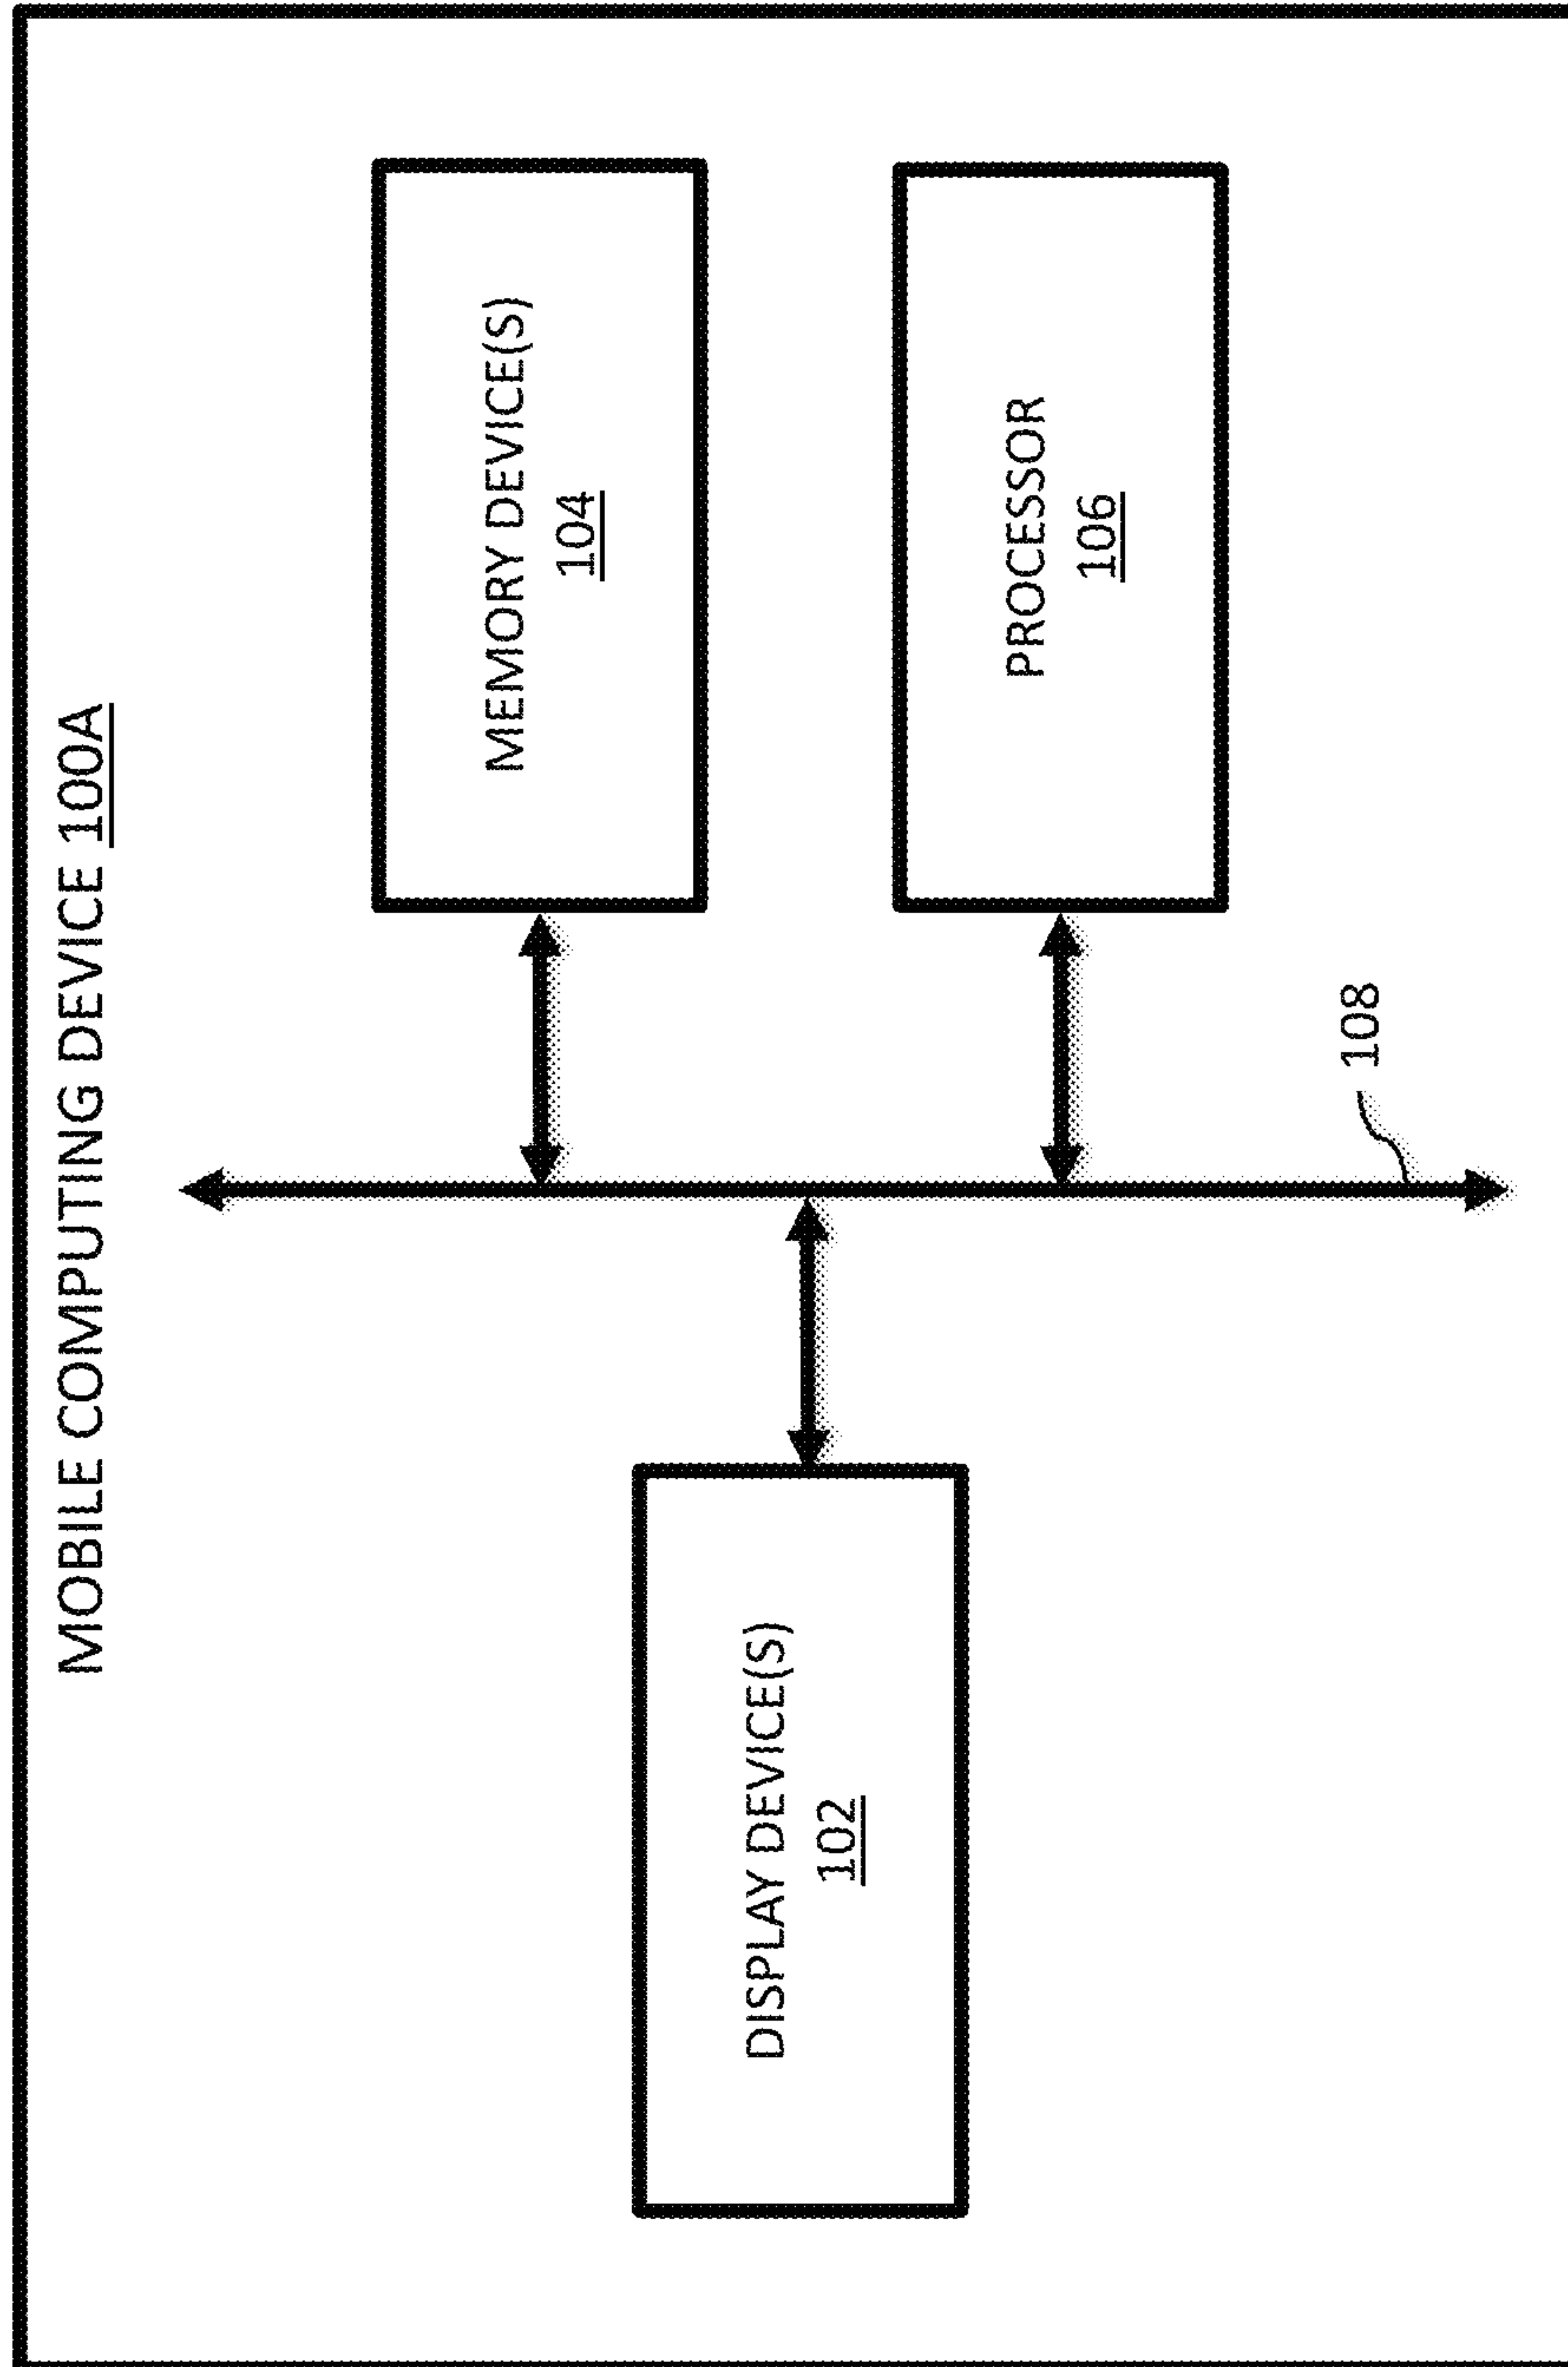 MOBILE COMPUTING DEVICE 100A
MEMORY DEVICE(S)
104
DISPLAY DEVICE(S)
102
PROCESSOR
106
108